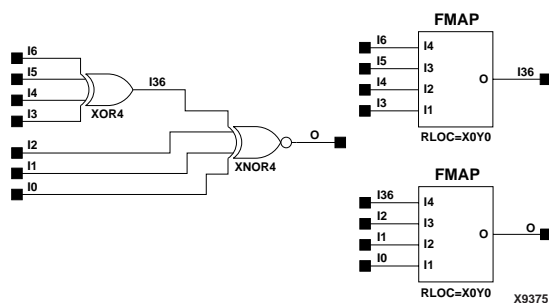 I6
I5
I4
I3
I36
XOR4
I2
I1
I0
O
XNOR4
FMAP
I6 I4
I5 I3
I4 I2
I3 I1
O I36
RLOC=X0Y0
FMAP
I36 I4
I2 I3
I1 I2
I0 I1
O O
RLOC=X0Y0
X9375